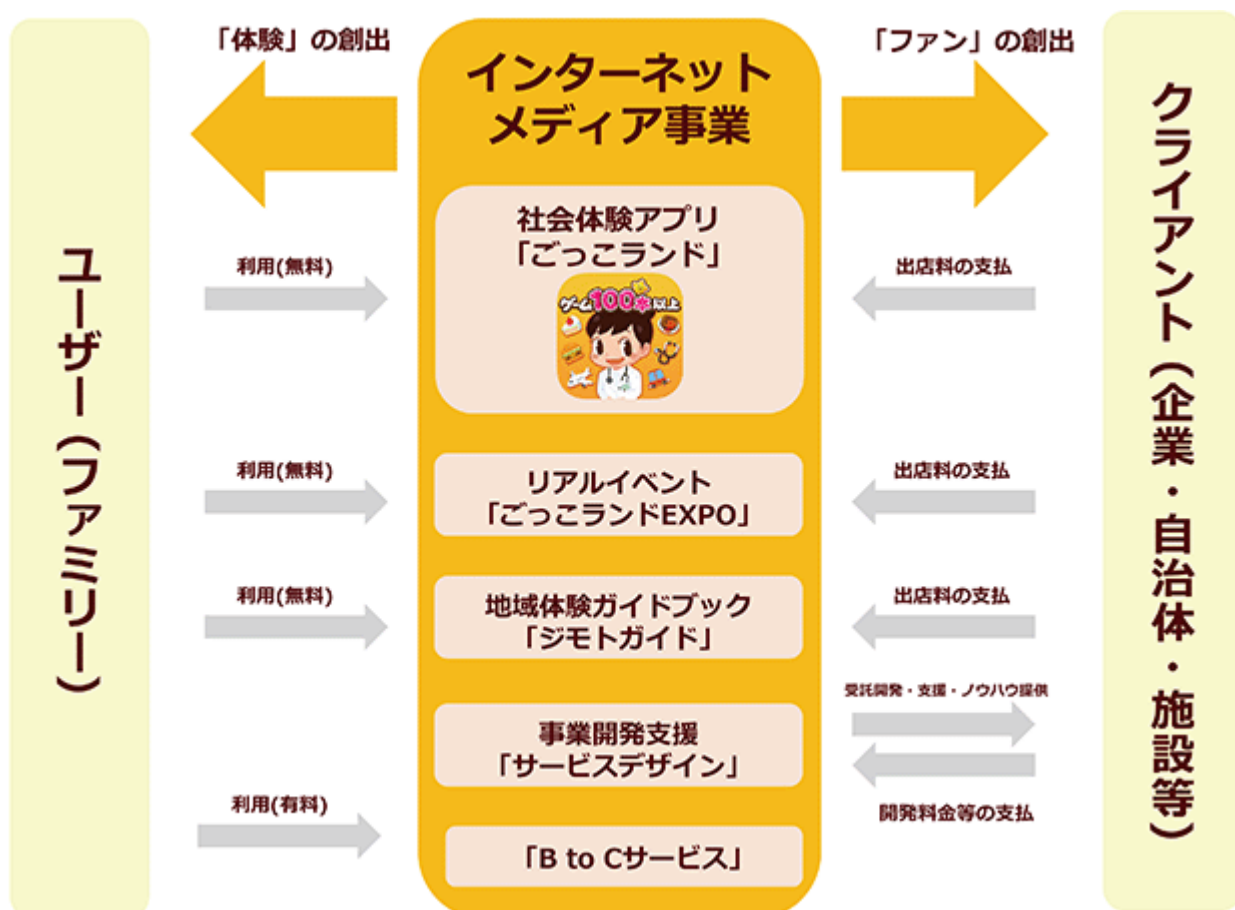 「体験」の創出
「ファン」の創出
インターネット
メディア事業
社会体験アプリ
「ごっこランド」
ゲーム100本以上
利用(無料)
出店料の支払
利用(無料)
リアルイベント
「ごっこランドEXPO」
出店料の支払
利用(無料)
地域体験ガイドブック
「ジモトガイド」
出店料の支払
受託開発・支援・ノウハウ提供
事業開発支援
「サービスデザイン」
開発料金等の支払
利用(有料)
「B to Cサービス」
ユーザー(ファミリー)
クライアント(企業・自治体・施設等)